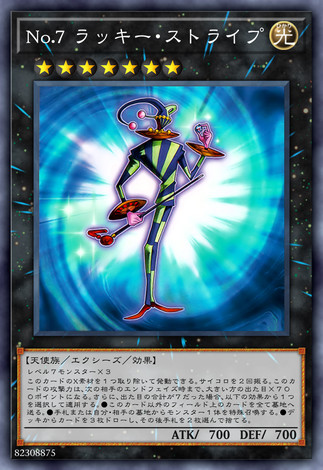 No.7 ラッキー・ストライプ
光
【天使族／エクシーズ／効果】
レベル7モンスター×3
このカードのX素材を1つ取り除いて発動できる。サイコロを2回振る。このカー
ドの攻撃力は、次の相手のエンドフェイズ時まで、大きい方の出た目×70
0ポイントになる。さらに、出た目の合計が7だった場合、以下の効果から1つ
を選択して適用する。●このカード以外のフィールド上のカードを全て墓地へ
送る。●手札または自分・相手の墓地からモンスター1体を特殊召喚する。●デ
ッキからカードを3枚ドローし、その後手札を2枚選んで捨てる。
ATK/ 700 DEF/ 700
82308875